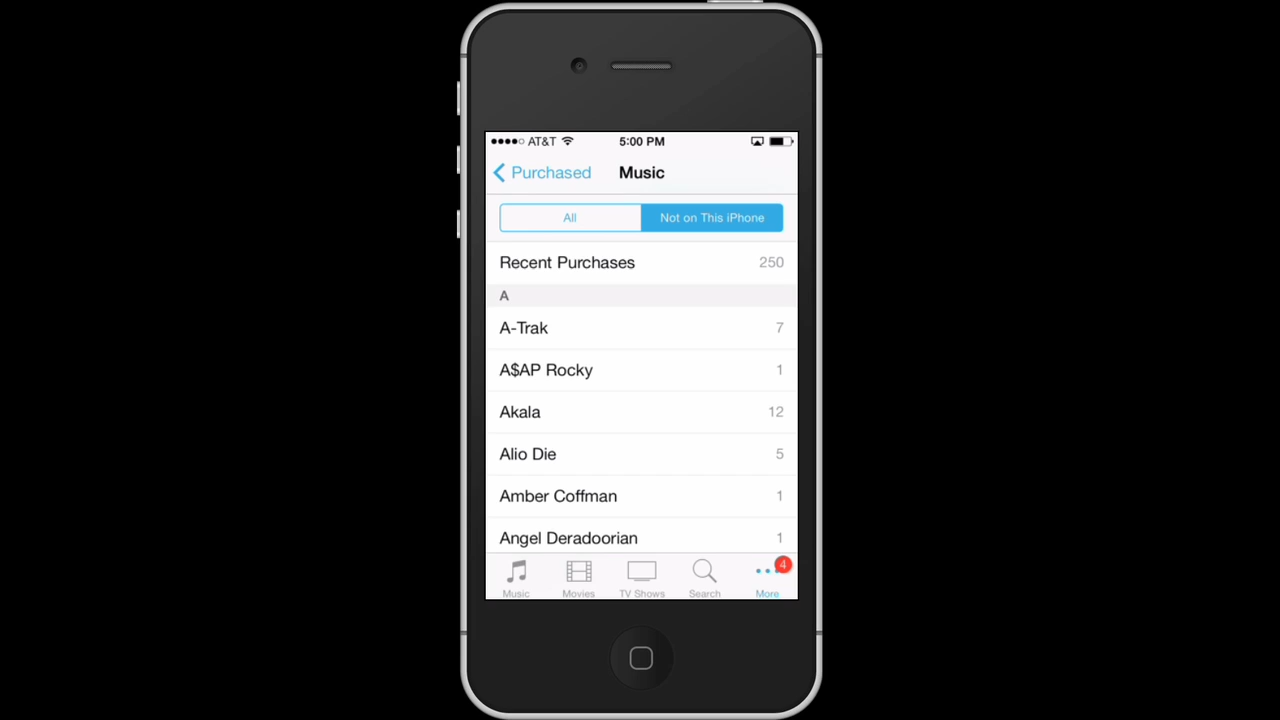 AT&T 5:00 PM
Purchased Music
All Not on This iPhone
Recent Purchases 250
A
A-Trak 7
A$AP Rocky 1
Akala 12
Alio Die 5
Amber Coffman 1
Angel Deradoorian 1
4
Music Movies TV Shows Search More